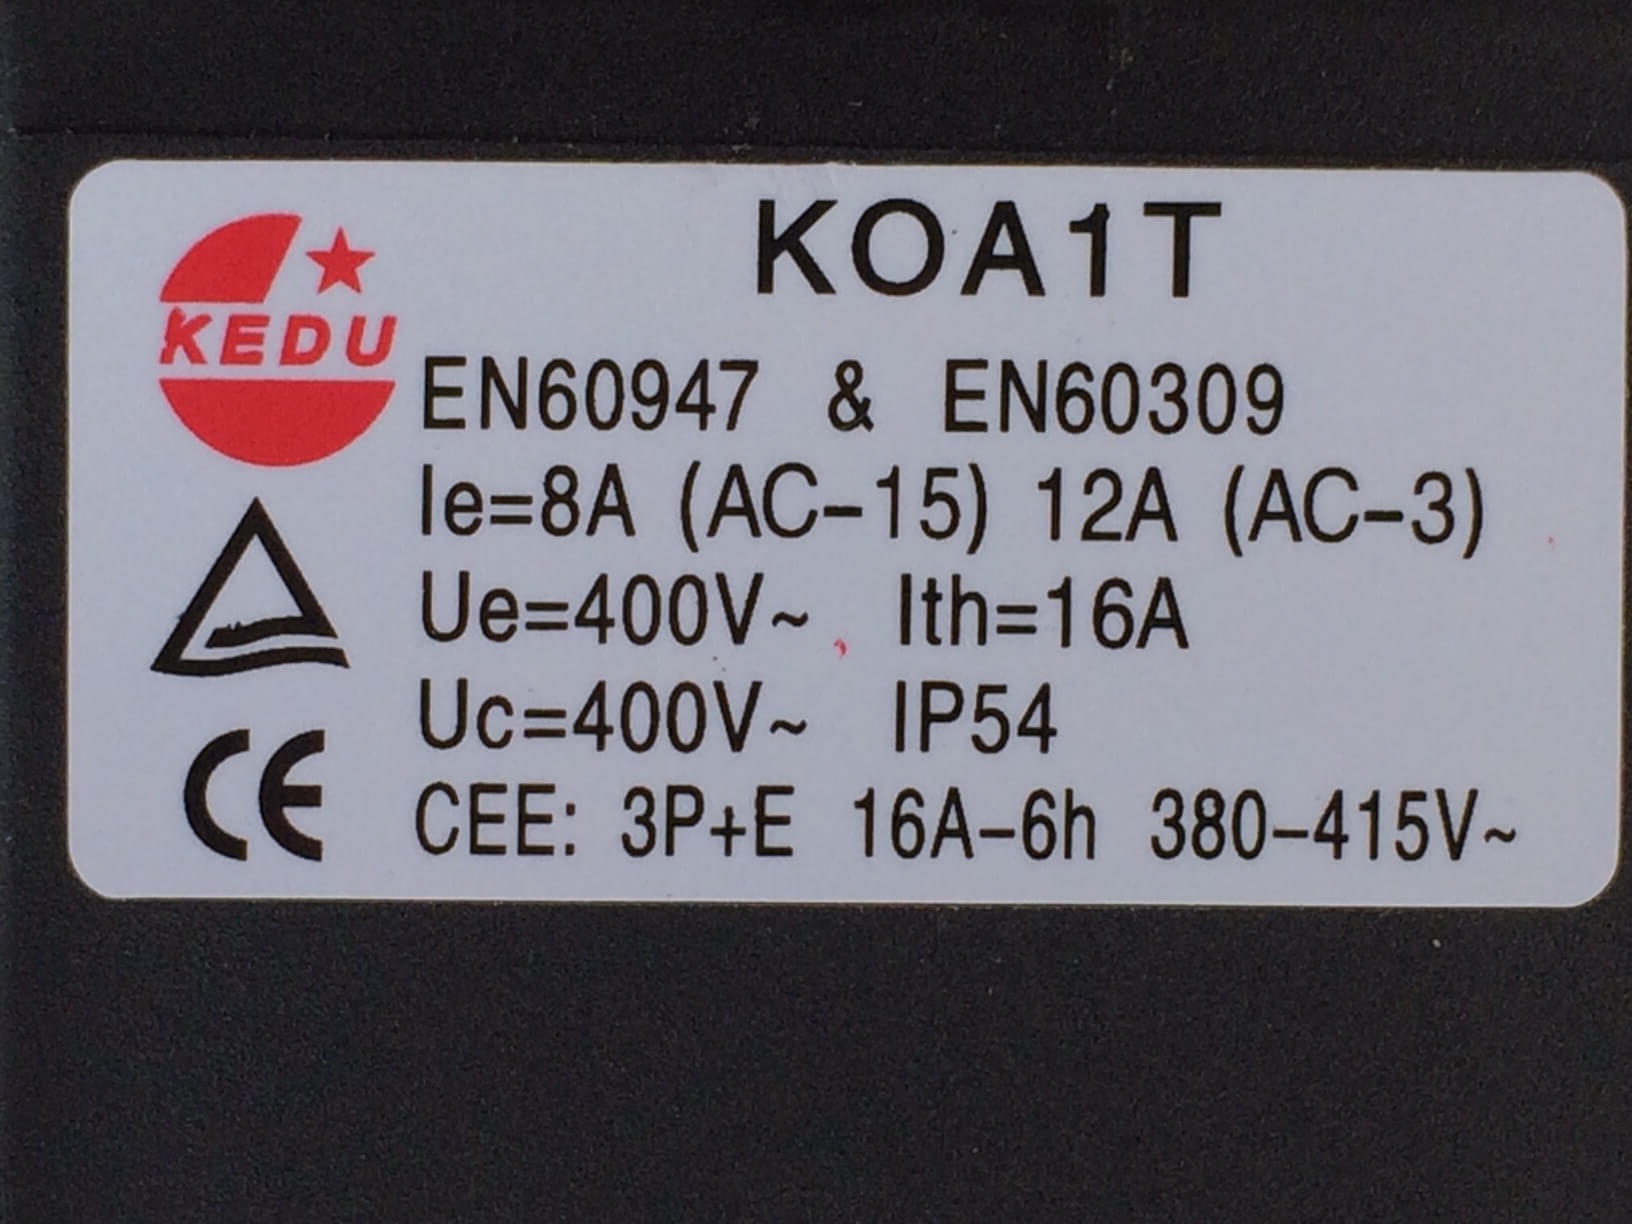 KOA1T
KEDU
EN60947 & EN60309
Ie=8A (AC-15) 12A (AC-3)
Ue=400V~ Ith=16A
Uc=400V~ IP54
CE
CEE: 3P+E 16A-6h 380-415V~